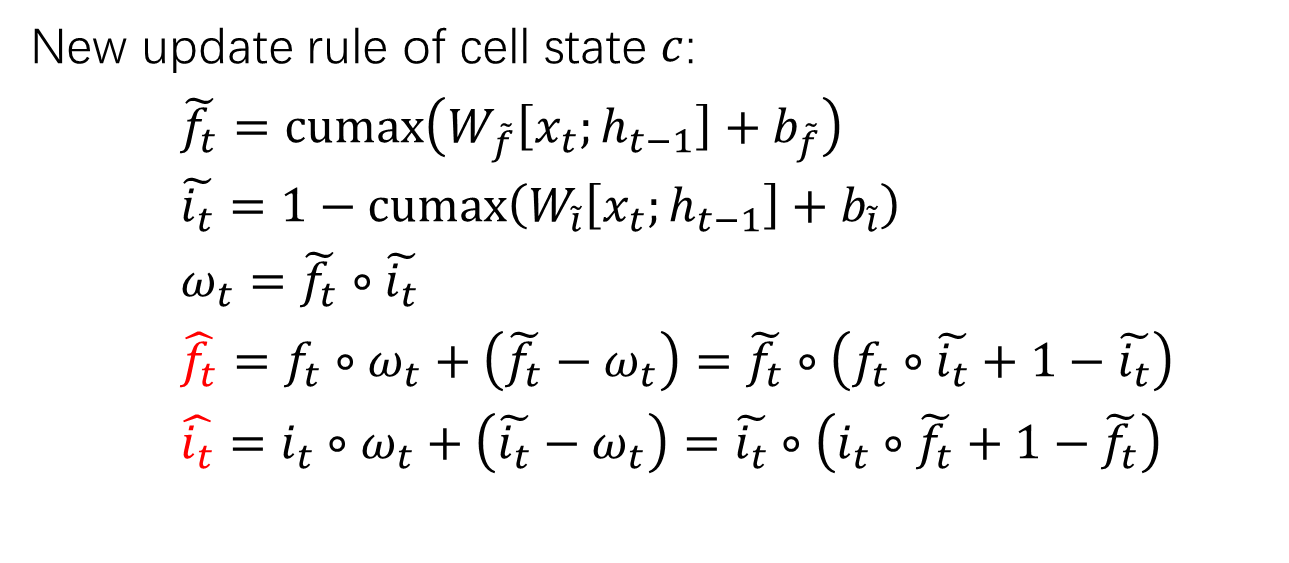 New update rule of cell state c:
f̃ₜ = cumax(W_f̃[xₜ; hₜ₋₁] + b_f̃)
ĩₜ = 1 − cumax(W_ĩ[xₜ; hₜ₋₁] + b_ĩ)
ωₜ = f̃ₜ ∘ ĩₜ
f̂ₜ = fₜ ∘ ωₜ + (f̃ₜ − ωₜ) = f̃ₜ ∘ (fₜ ∘ ĩₜ + 1 − ĩₜ)
îₜ = iₜ ∘ ωₜ + (ĩₜ − ωₜ) = ĩₜ ∘ (iₜ ∘ f̃ₜ + 1 − f̃ₜ)